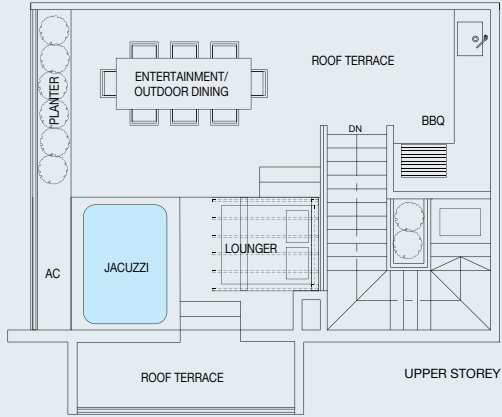 ROOF TERRACE
ENTERTAINMENT/
OUTDOOR DINING
PLANTER
BBQ
DN
LOUNGER
AC
JACUZZI
ROOF TERRACE
UPPER STOREY